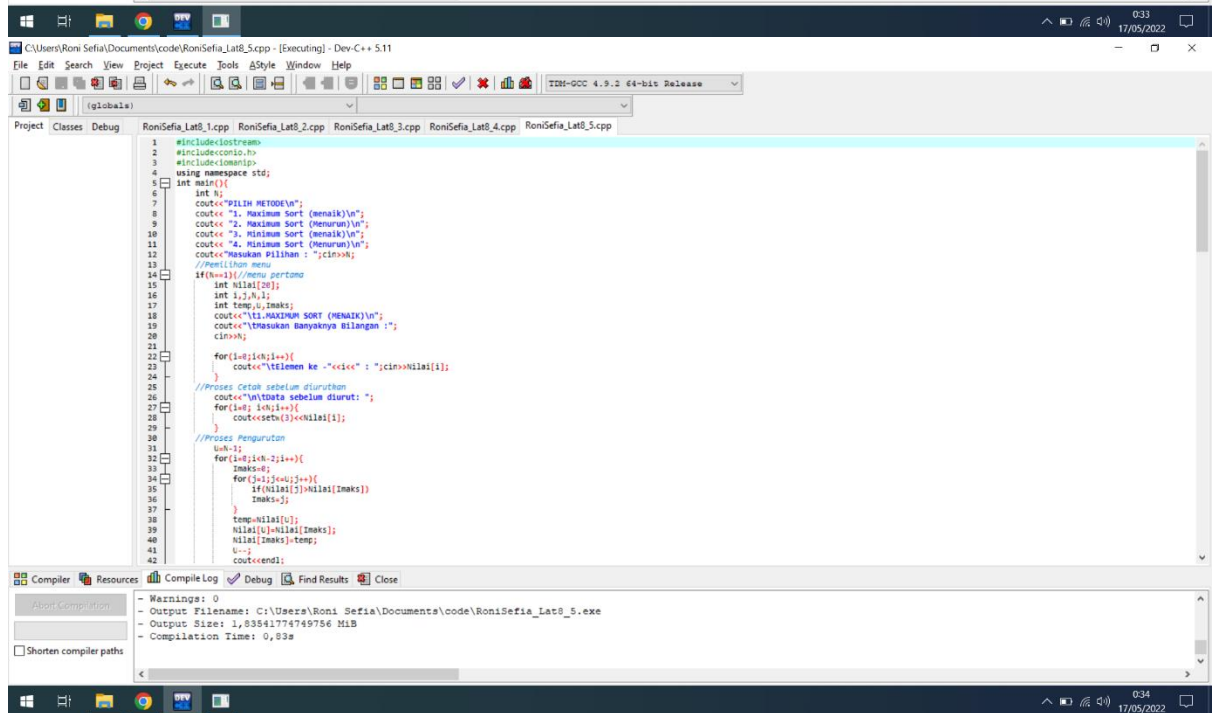 0:33
17/05/2022
C:\Users\Roni Sefia\Documents\code\RoniSefia_Lat8_5.cpp - [Executing] - Dev-C++ 5.11
File Edit Search View Project Execute Tools AStyle Window Help
TDM-GCC 4.9.2 64-bit Release
(globals)
Project Classes Debug RoniSefia_Lat8_1.cpp RoniSefia_Lat8_2.cpp RoniSefia_Lat8_3.cpp RoniSefia_Lat8_4.cpp RoniSefia_Lat8_5.cpp
1 #include<iostream>
2 #include<conio.h>
3 #include<iomanip>
4 using namespace std;
5 int main(){
6 int N;
7 cout<<"PILIH METODE\n";
8 cout<< "1. Maximum Sort (menaik)\n";
9 cout<< "2. Maximum Sort (Menurun)\n";
10 cout<< "3. Minimum Sort (menaik)\n";
11 cout<< "4. Minimum Sort (Menurun)\n";
12 cout<<"Masukan Pilihan : ";cin>>N;
13 //Pemilihan menu
14 if(N==1){//menu pertama
15 int Nilai[20];
16 int i,j,N,l;
17 int temp,U,Imaks;
18 cout<<"\t1.MAXIMUM SORT (MENAIK)\n";
19 cout<<"\tMasukan Banyaknya Bilangan :";
20 cin>>N;
21
22 for(i=0;i<N;i++){
23 cout<<"\tElemen ke -"<<i<<" : ";cin>>Nilai[i];
24 }
25 //Proses Cetak sebelum diurutkan
26 cout<<"\n\tData sebelum diurut: ";
27 for(i=0; i<N;i++){
28 cout<<setw(3)<<Nilai[i];
29 }
30 //Proses Pengurutan
31 U=N-1;
32 for(i=0;i<N-2;i++){
33 Imaks=0;
34 for(j=1;j<=U;j++){
35 if(Nilai[j]>Nilai[Imaks])
36 Imaks=j;
37 }
38 temp=Nilai[U];
39 Nilai[U]=Nilai[Imaks];
40 Nilai[Imaks]=temp;
41 U--;
42 cout<<endl;
Compiler Resources Compile Log Debug Find Results Close
Abort Compilation
Shorten compiler paths
- Warnings: 0
- Output Filename: C:\Users\Roni Sefia\Documents\code\RoniSefia_Lat8_5.exe
- Output Size: 1,83541774749756 MiB
- Compilation Time: 0,83s
0:34
17/05/2022